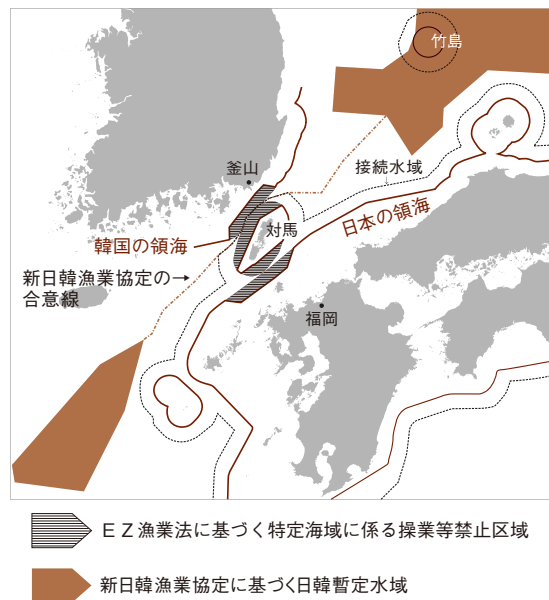 竹島
釜山
接続水域
韓国の領海
対馬
日本の領海
新日韓漁業協定の→
合意線
福岡
EZ漁業法に基づく特定海域に係る操業等禁止区域
新日韓漁業協定に基づく日韓暫定水域